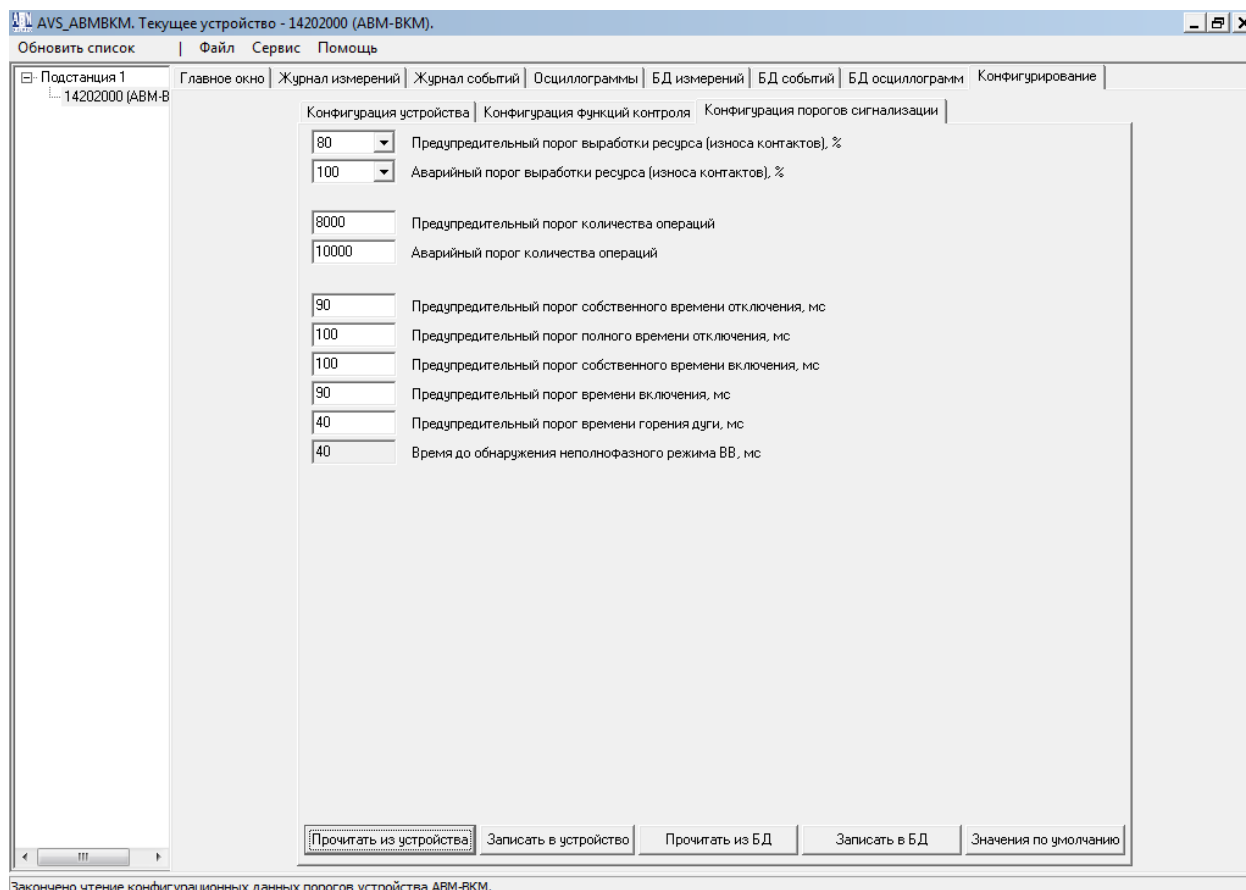 AVS_ABMBKM. Текущее устройство - 14202000 (АВМ-ВКМ).
Обновить список | Файл Сервис Помощь
Подстанция 1
14202000 (АВМ-В
Главное окно Журнал измерений Журнал событий Осциллограммы БД измерений БД событий БД осциллограмм Конфигурирование
Конфигурация устройства Конфигурация функций контроля Конфигурация порогов сигнализации
80 Предупредительный порог выработки ресурса (износа контактов), %
100 Аварийный порог выработки ресурса (износа контактов), %
8000 Предупредительный порог количества операций
10000 Аварийный порог количества операций
90 Предупредительный порог собственного времени отключения, мс
100 Предупредительный порог полного времени отключения, мс
100 Предупредительный порог собственного времени включения, мс
90 Предупредительный порог времени включения, мс
40 Предупредительный порог времени горения дуги, мс
40 Время до обнаружения неполнофазного режима ВВ, мс
Прочитать из устройства Записать в устройство Прочитать из БД Записать в БД Значения по умолчанию
Закончено чтение конфигурационных данных порогов устройства АВМ-ВКМ.